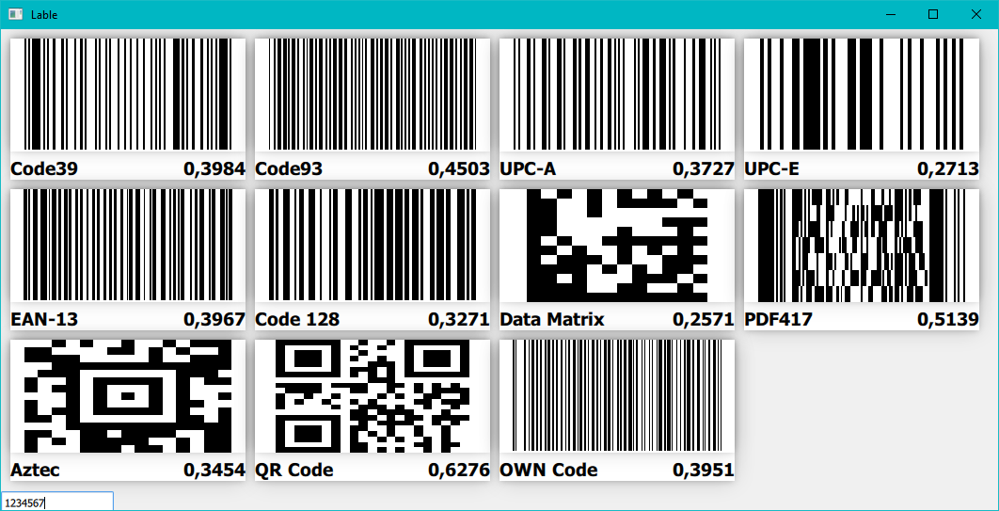 Lable
Code39 0,3984 Code93 0,4503 UPC-A 0,3727 UPC-E 0,2713
EAN-13 0,3967 Code 128 0,3271 Data Matrix 0,2571 PDF417 0,5139
Aztec 0,3454 QR Code 0,6276 OWN Code 0,3951
1234567